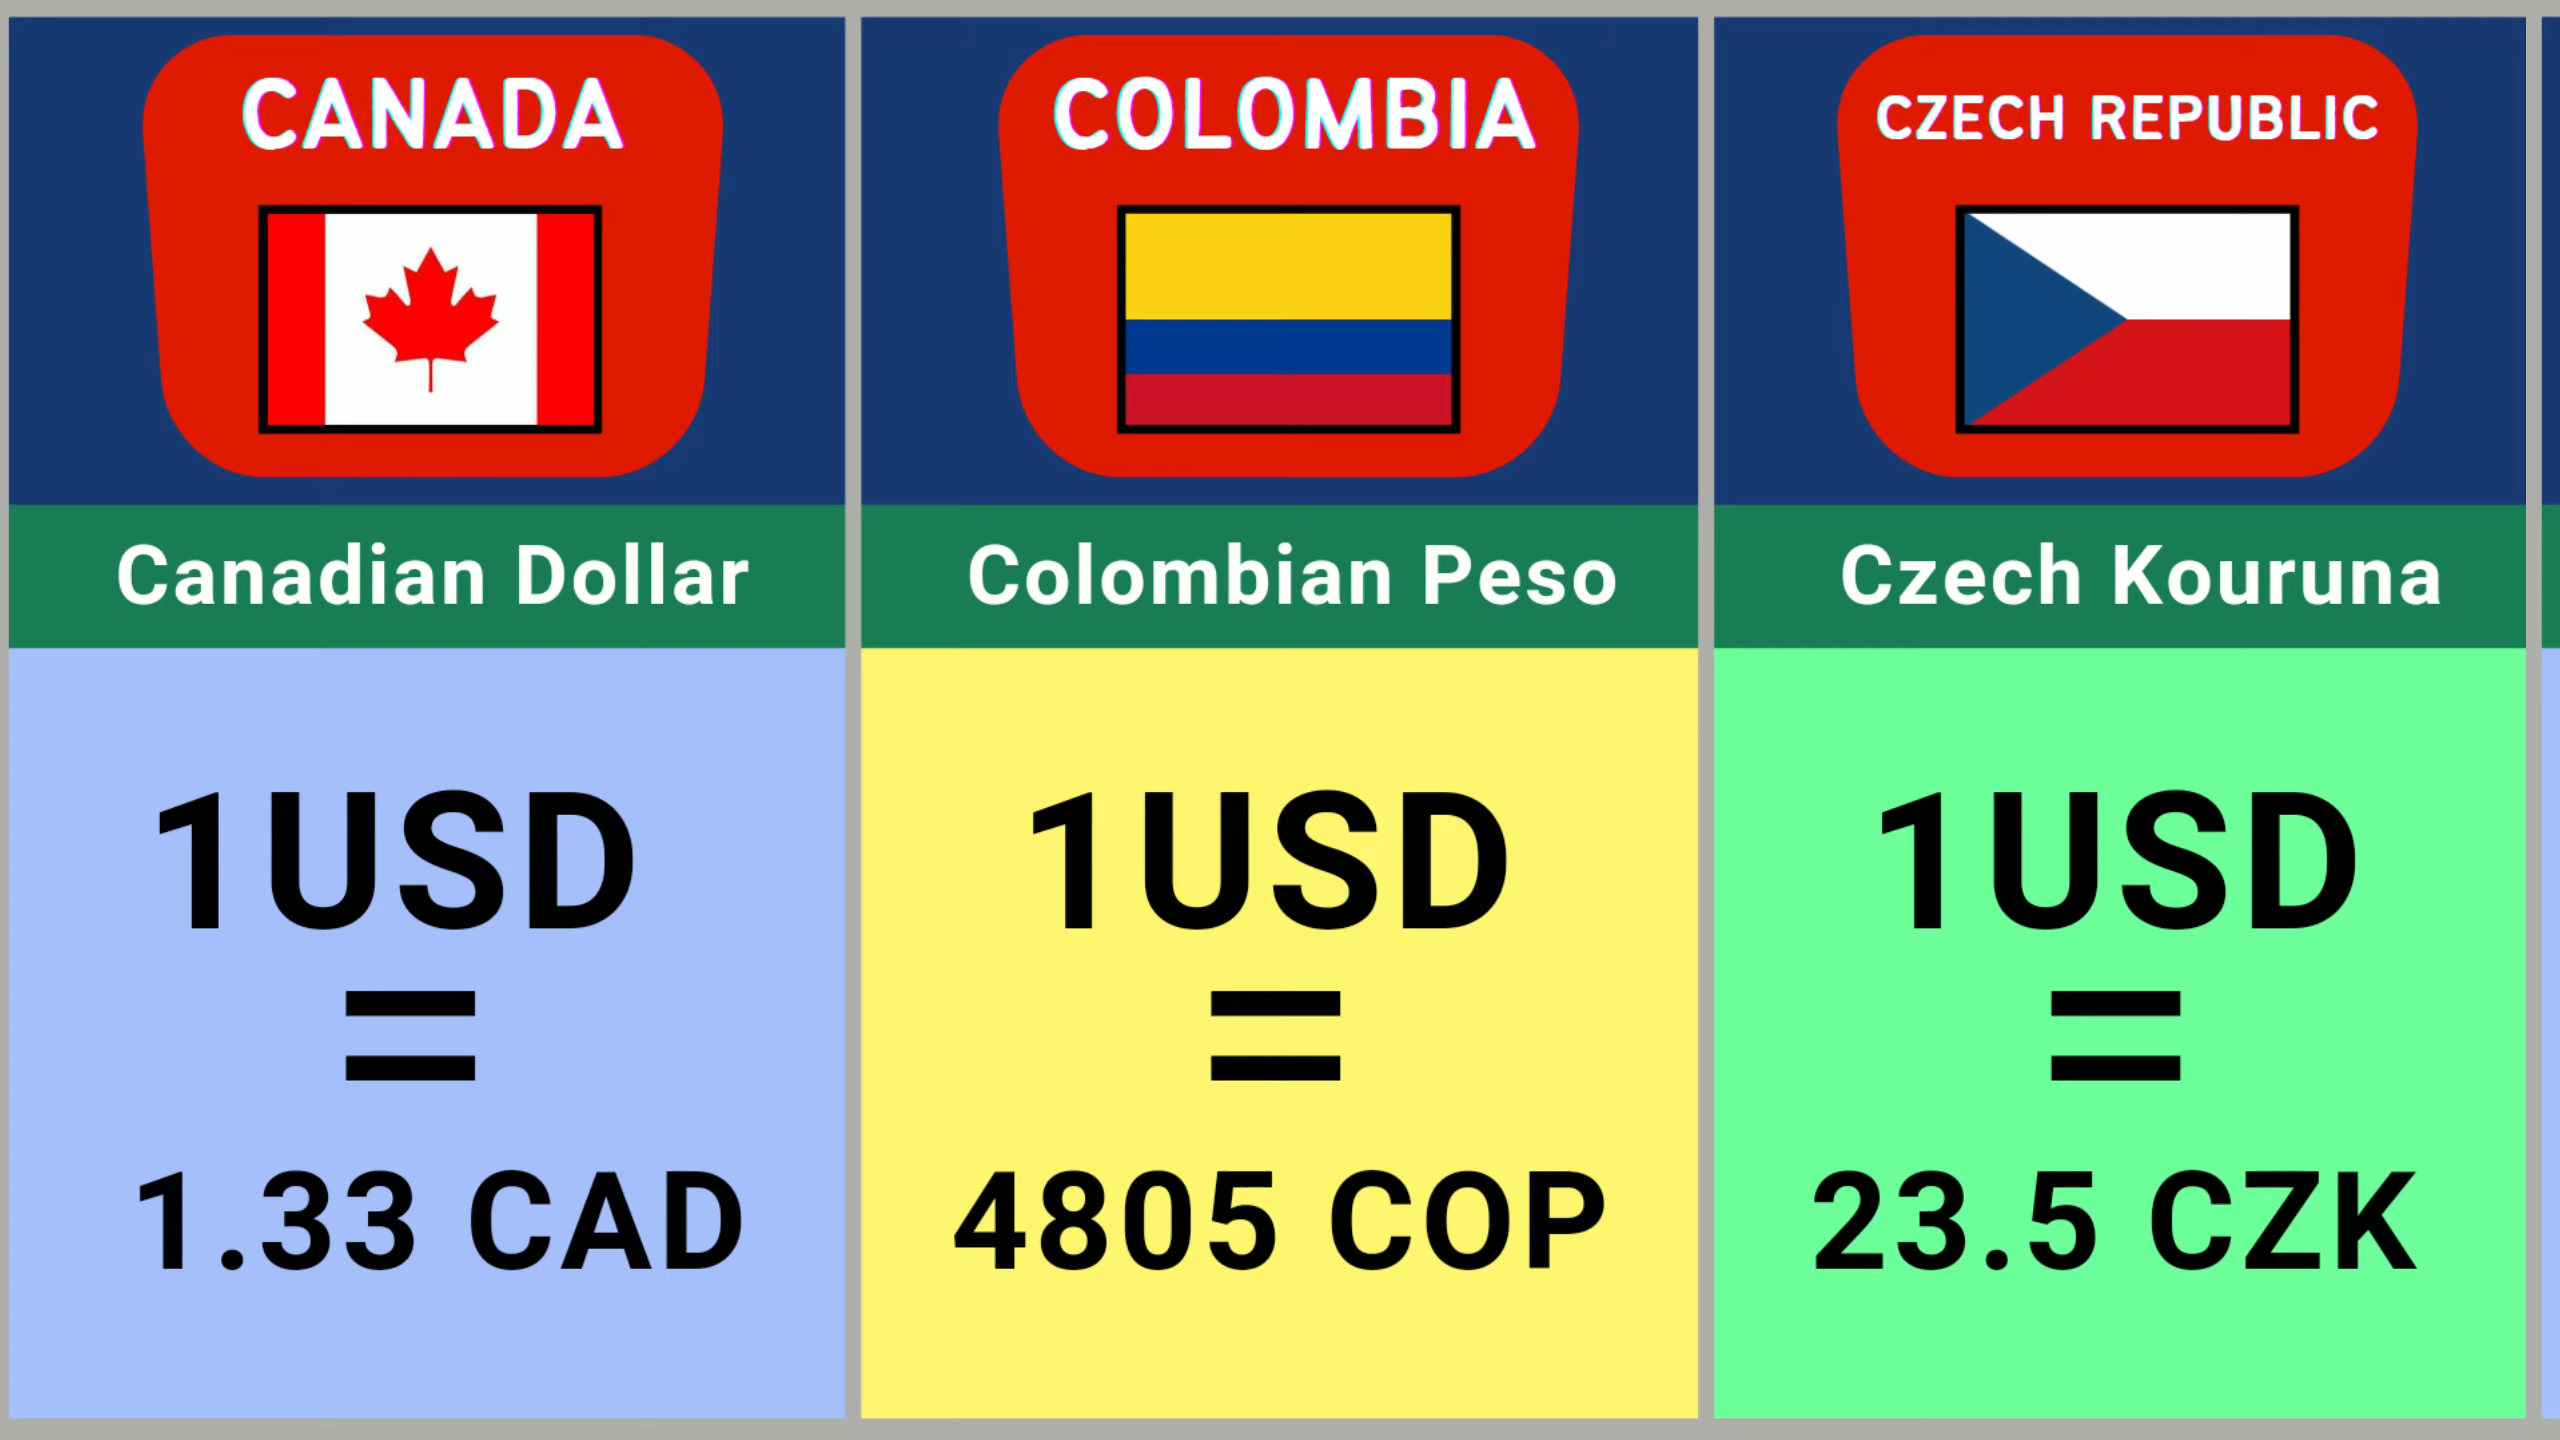 CANADA
Canadian Dollar
1USD
=
1.33 CAD
COLOMBIA
Colombian Peso
1USD
=
4805 COP
CZECH REPUBLIC
Czech Kouruna
1USD
=
23.5 CZK